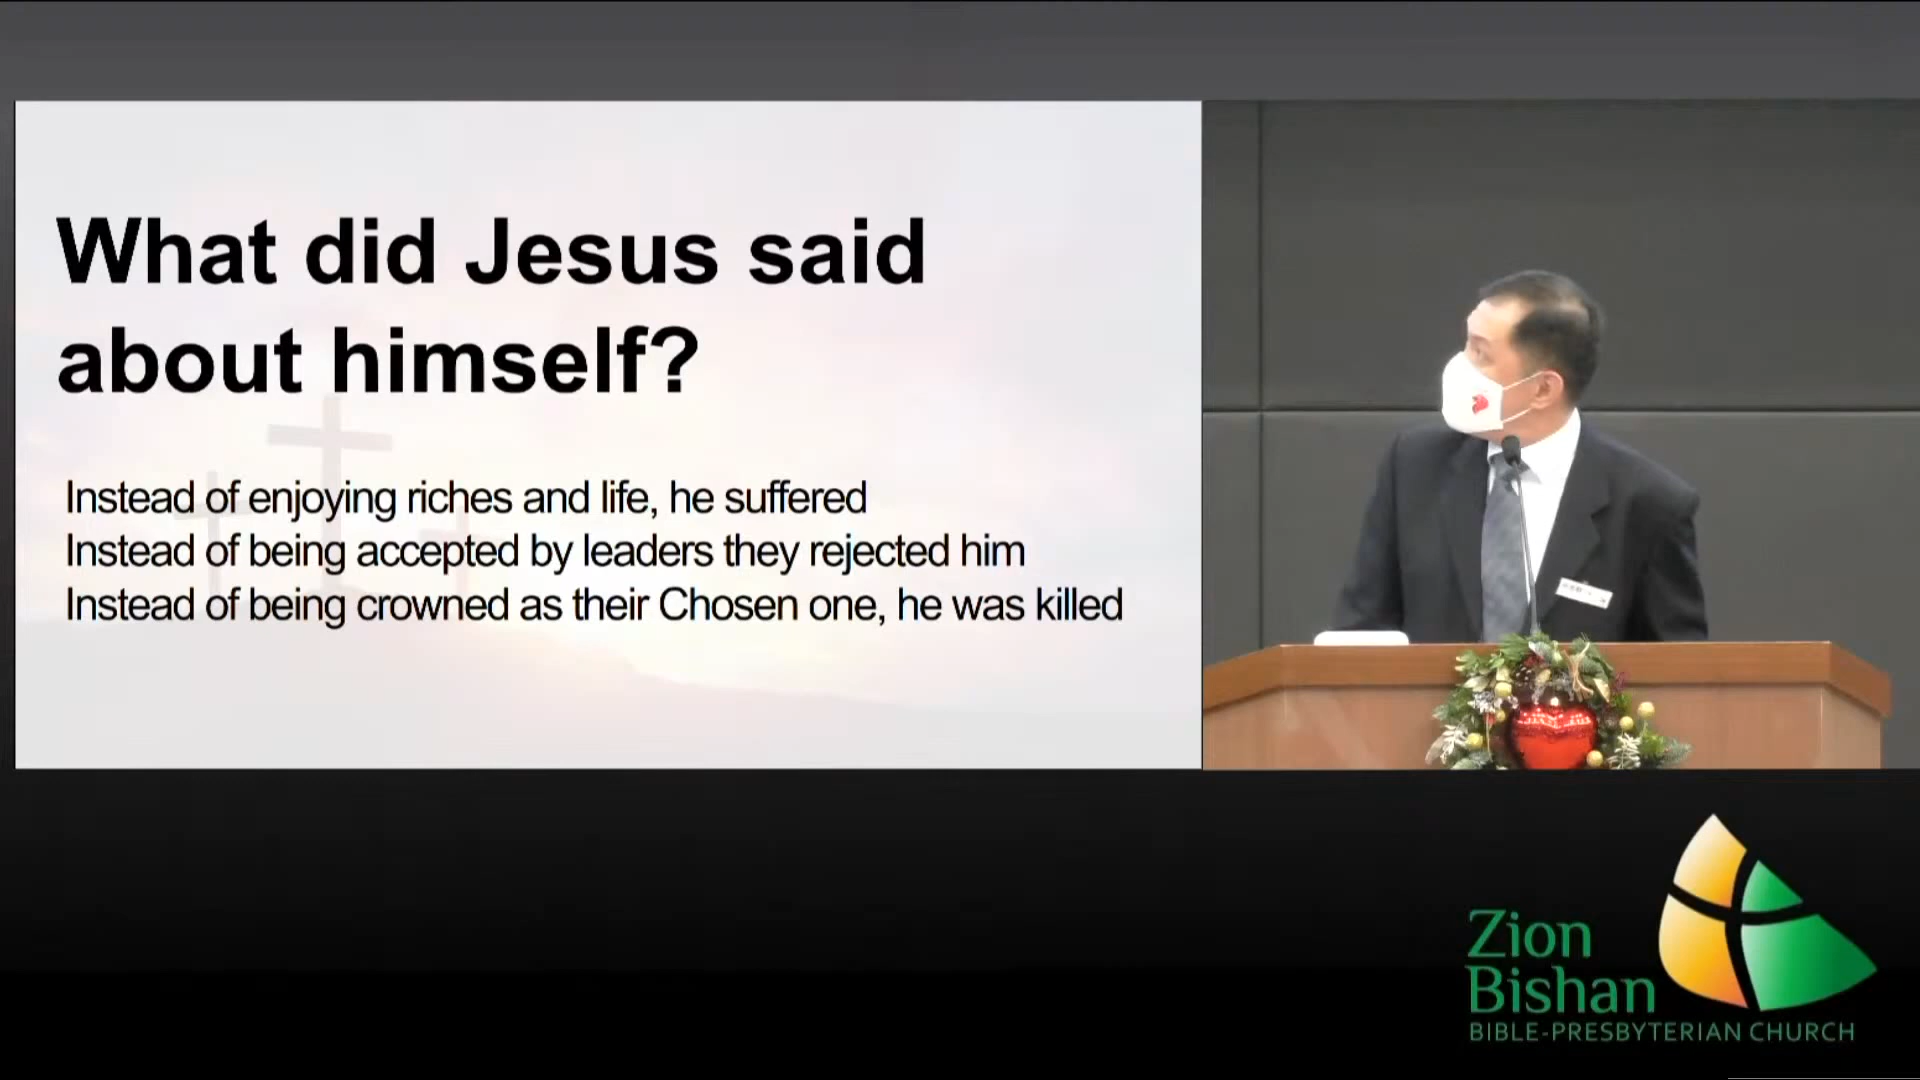 What did Jesus said
about himself?
Instead of enjoying riches and life, he suffered
Instead of being accepted by leaders they rejected him
Instead of being crowned as their Chosen one, he was killed
Zion
Bishan
BIBLE-PRESBYTERIAN CHURCH